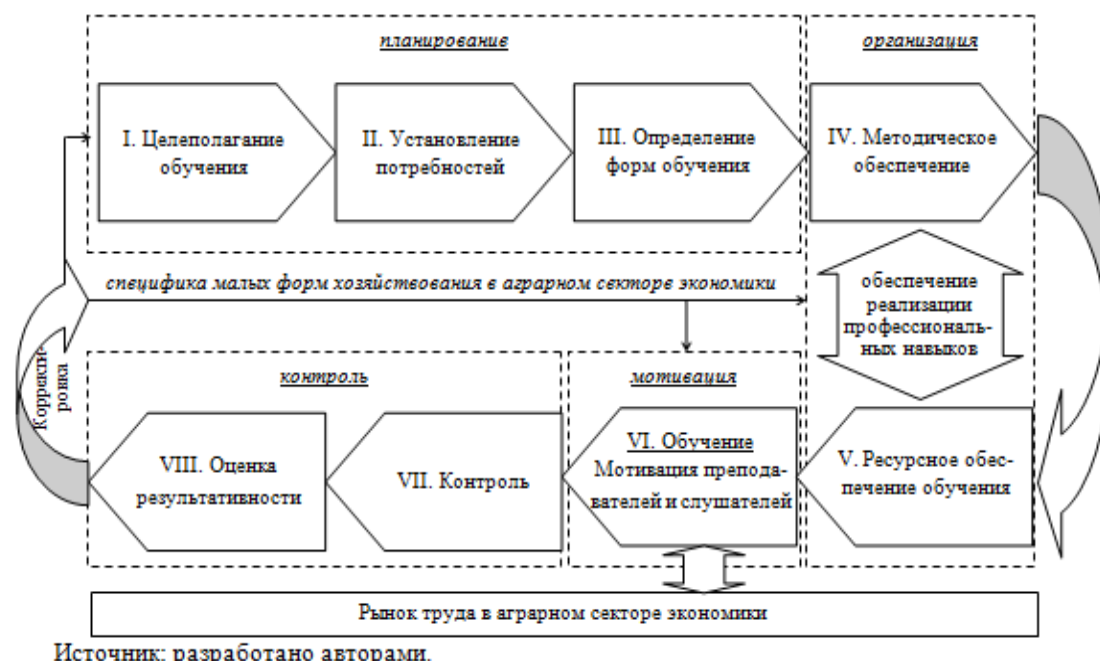 планирование
организация
I. Целеполагание
обучения
II. Установление
потребностей
III. Определение
форм обучения
IV. Методическое
обеспечение
специфика малых форм хозяйствования в аграрном секторе экономики
обеспечение
реализации
профессиональ-
ных навыков
Корректи-
ровка
контроль
мотивация
VIII. Оценка
результативности
VII. Контроль
VI. Обучение
Мотивация препода-
вателей и слушателей
V. Ресурсное обес-
печение обучения
Рынок труда в аграрном секторе экономики
Источник: разработано авторами.